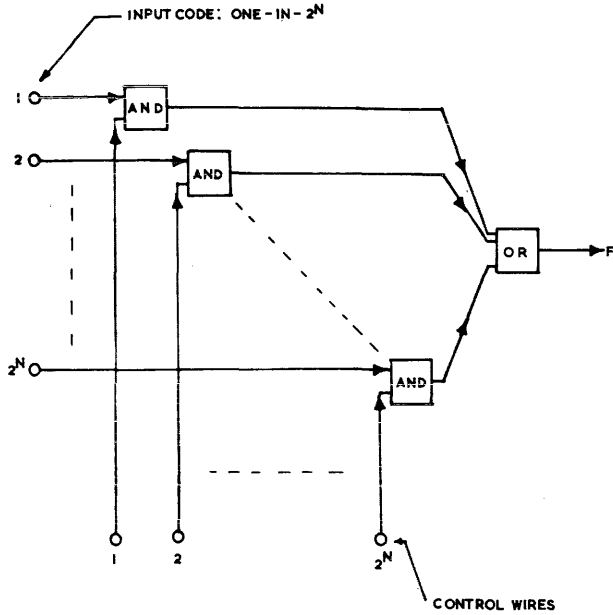 INPUT CODE: ONE-IN-2^N
1
AND
2
AND
OR
F
2^N
AND
1
2
2^N
CONTROL WIRES